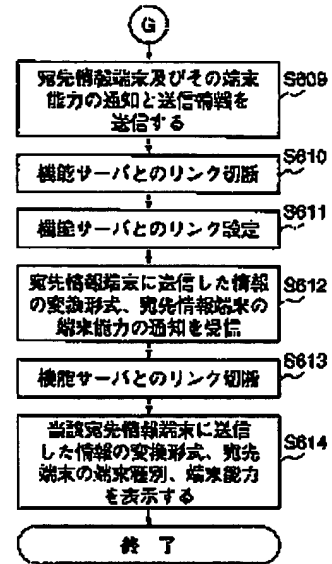 G
宛先情報端末及びその端末
能力の通知と送信情報を
送信する
S609
機能サーバとのリンク切断
S610
機能サーバとのリンク設定
S611
宛先情報端末に送信した情報
の変換形式、宛先情報端末の
端末能力の通知を受信
S612
機能サーバとのリンク切断
S613
当該宛先情報端末に送信
した情報の変換形式、宛先
端末の端末種別、端末能力
を表示する
S614
終了